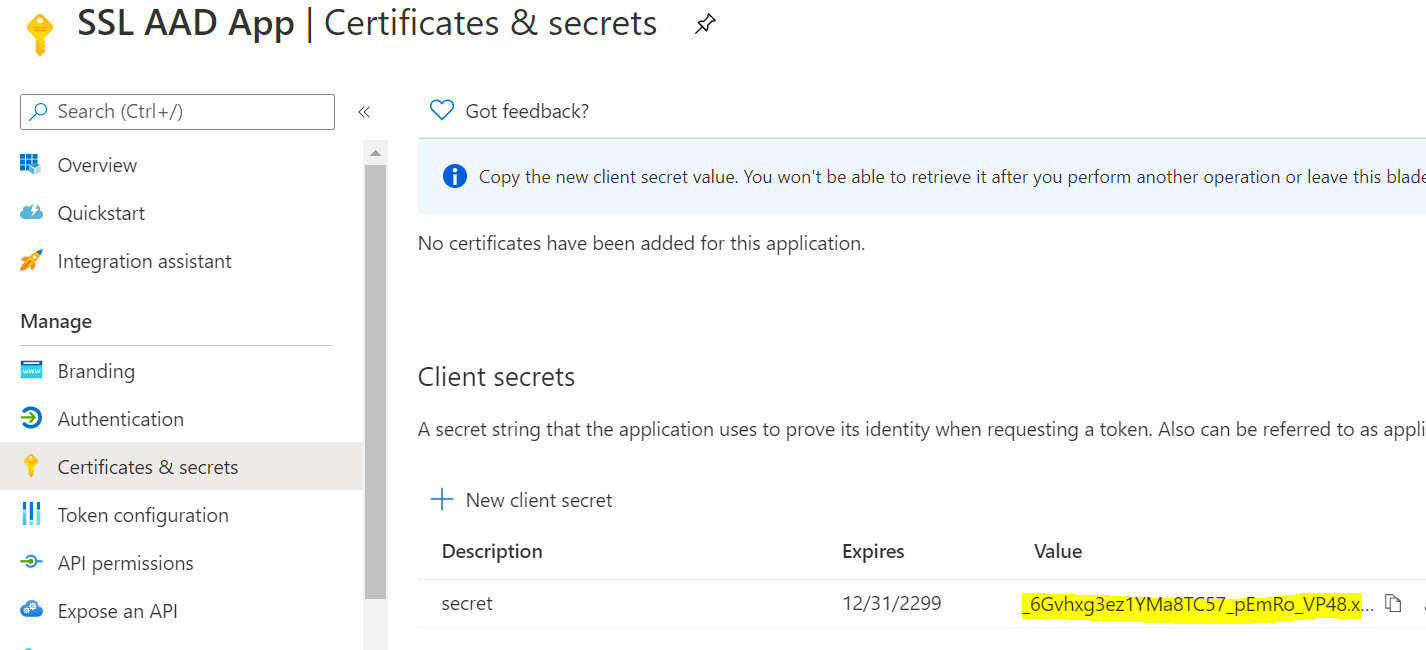 SSL AAD App | Certificates & secrets
Search (Ctrl+/)
«
Overview
Quickstart
Integration assistant
Manage
Branding
Authentication
Certificates & secrets
Token configuration
API permissions
Expose an API
Got feedback?
Copy the new client secret value. You won't be able to retrieve it after you perform another operation or leave this blade
No certificates have been added for this application.
Client secrets
A secret string that the application uses to prove its identity when requesting a token. Also can be referred to as appli
New client secret
Description Expires Value
secret 12/31/2299 _6Gvhxg3ez1YMa8TC57_pEmRo_VP48.x...